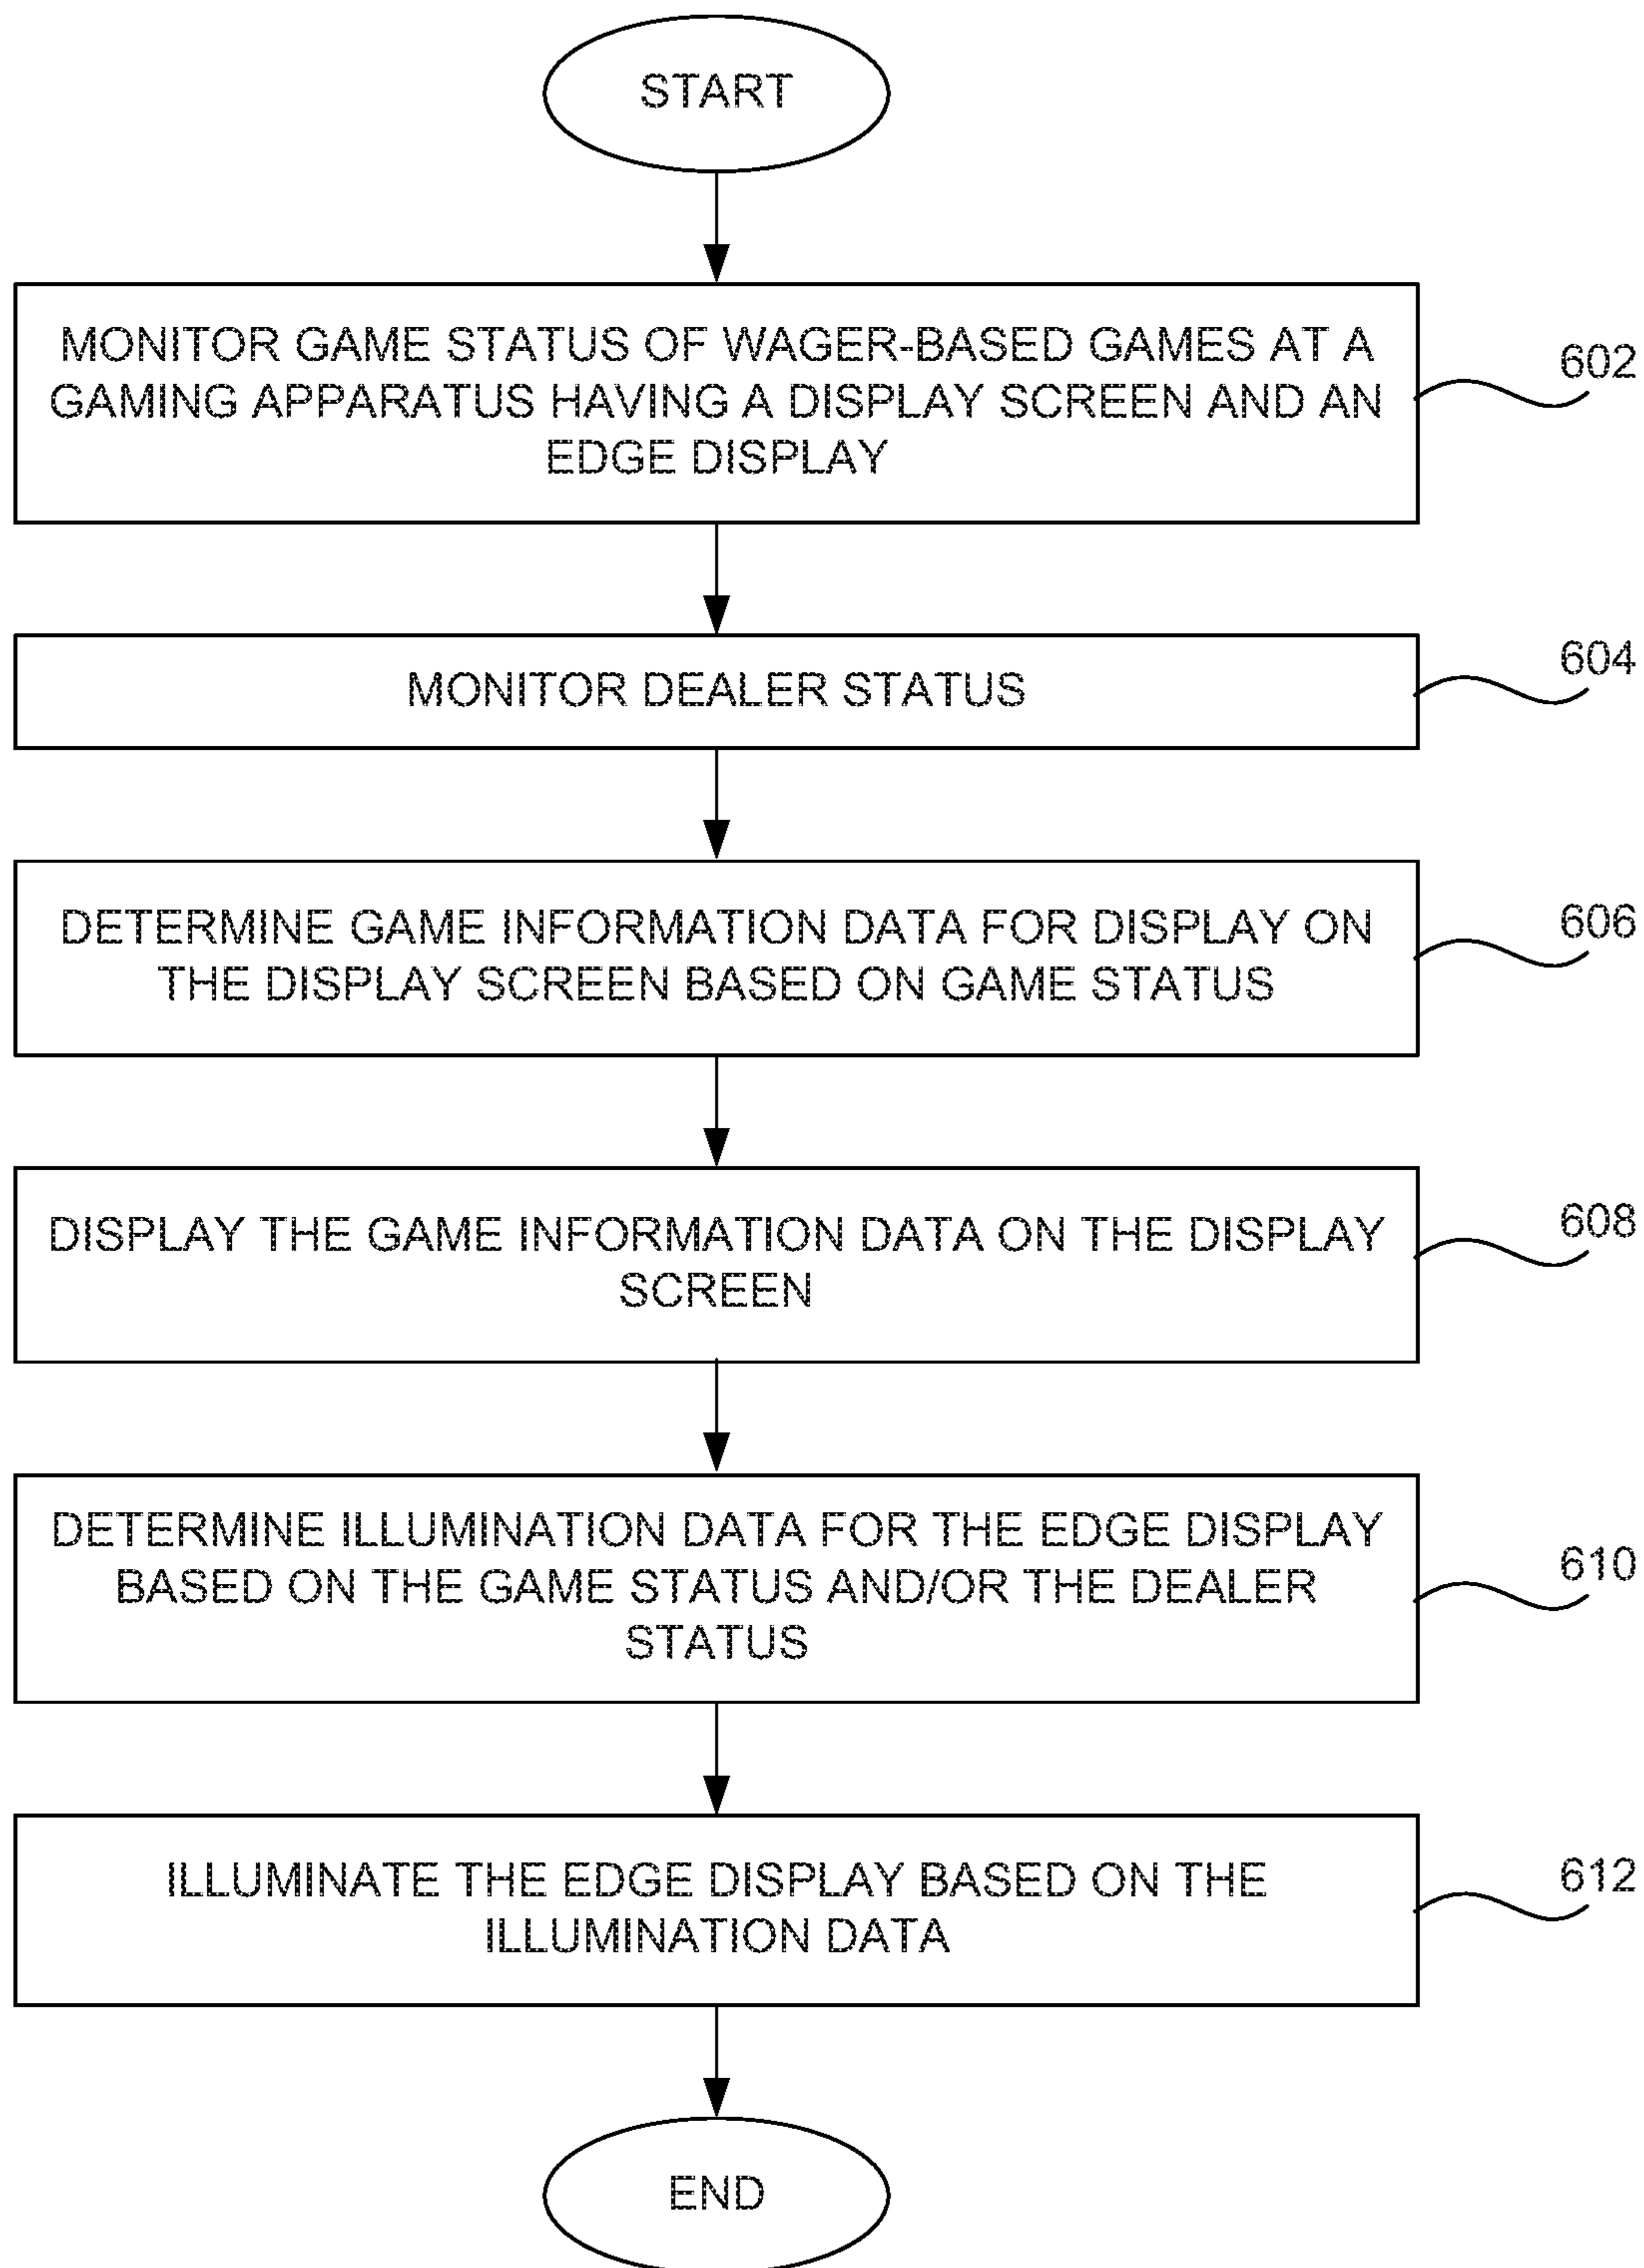 START
MONITOR GAME STATUS OF WAGER-BASED GAMES AT A
GAMING APPARATUS HAVING A DISPLAY SCREEN AND AN
EDGE DISPLAY
602
MONITOR DEALER STATUS
604
DETERMINE GAME INFORMATION DATA FOR DISPLAY ON
THE DISPLAY SCREEN BASED ON GAME STATUS
606
DISPLAY THE GAME INFORMATION DATA ON THE DISPLAY
SCREEN
608
DETERMINE ILLUMINATION DATA FOR THE EDGE DISPLAY
BASED ON THE GAME STATUS AND/OR THE DEALER
STATUS
610
ILLUMINATE THE EDGE DISPLAY BASED ON THE
ILLUMINATION DATA
612
END